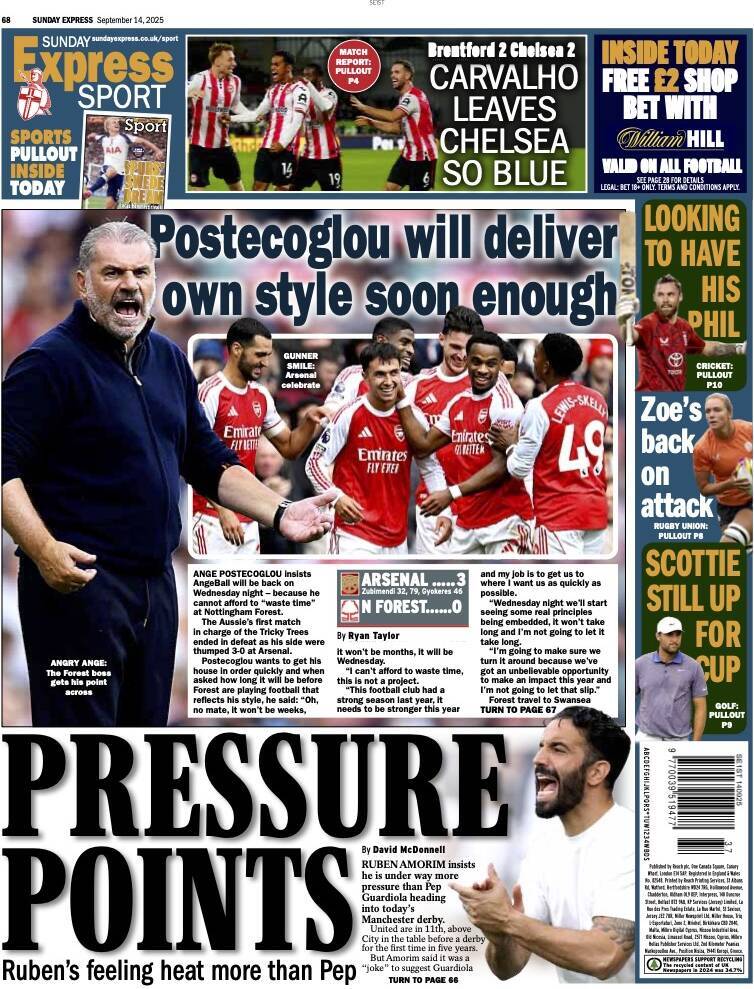 SE1ST
68 SUNDAY EXPRESS September 14, 2025
SUNDAY sundayexpress.co.uk/sport
Express
SPORT
SPORTS
PULLOUT
INSIDE
TODAY
Sport
MATCH
REPORT:
PULLOUT
P4
Brentford 2 Chelsea 2
CARVALHO
LEAVES
CHELSEA
SO BLUE
INSIDE TODAY
FREE £2 SHOP
BET WITH
William HILL
VALID ON ALL FOOTBALL
SEE PAGE 28 FOR DETAILS
LEGAL: BET 18+ ONLY. TERMS AND CONDITIONS APPLY.
Postecoglou will deliver
own style soon enough
GUNNER
SMILE:
Arsenal
celebrate
Emirates
FLY BETTER
Emirates
FLY BETTER
LEWIS-SKELLY
49
ANGRY ANGE:
The Forest boss
gets his point
across
ANGE POSTECOGLOU insists
AngeBall will be back on
Wednesday night – because he
cannot afford to “waste time”
at Nottingham Forest.
The Aussie’s first match
in charge of the Tricky Trees
ended in defeat as his side were
thumped 3-0 at Arsenal.
Postecoglou wants to get his
house in order quickly and when
asked how long it will be before
Forest are playing football that
reflects his style, he said: “Oh,
no mate, it won’t be weeks,
ARSENAL .....3
Zubimendi 32, 79, Gyokeres 46
N FOREST......0
By Ryan Taylor
it won’t be months, it will be
Wednesday.
“I can’t afford to waste time,
this is not a project.
“This football club had a
strong season last year, it
needs to be stronger this year
and my job is to get us to
where I want us as quickly as
possible.
“Wednesday night we’ll start
seeing some real principles
being embedded, it won’t take
long and I’m not going to let it
take long.
“I’m going to make sure we
turn it around because we’ve
got an unbelievable opportunity
to make an impact this year and
I’m not going to let that slip.”
Forest travel to Swansea
TURN TO PAGE 67
LOOKING
TO HAVE
HIS
PHIL
CRICKET:
PULLOUT
P10
Zoe’s
back
on
attack
RUGBY UNION:
PULLOUT P8
SCOTTIE
STILL UP
FOR
CUP
GOLF:
PULLOUT
P9
PRESSURE
POINTS
Ruben’s feeling heat more than Pep
By David McDonnell
RUBEN AMORIM insists
he is under way more
pressure than Pep
Guardiola heading
into today’s
Manchester derby.
United are in 11th, above
City in the table before a derby
for the first time in five years.
But Amorim said it was a
“joke” to suggest Guardiola
TURN TO PAGE 66
SE1ST 140925
9 770039 519477
37
NEWSPAPERS SUPPORT RECYCLING
The recycled content of UK
Newspapers in 2024 was 34.7%